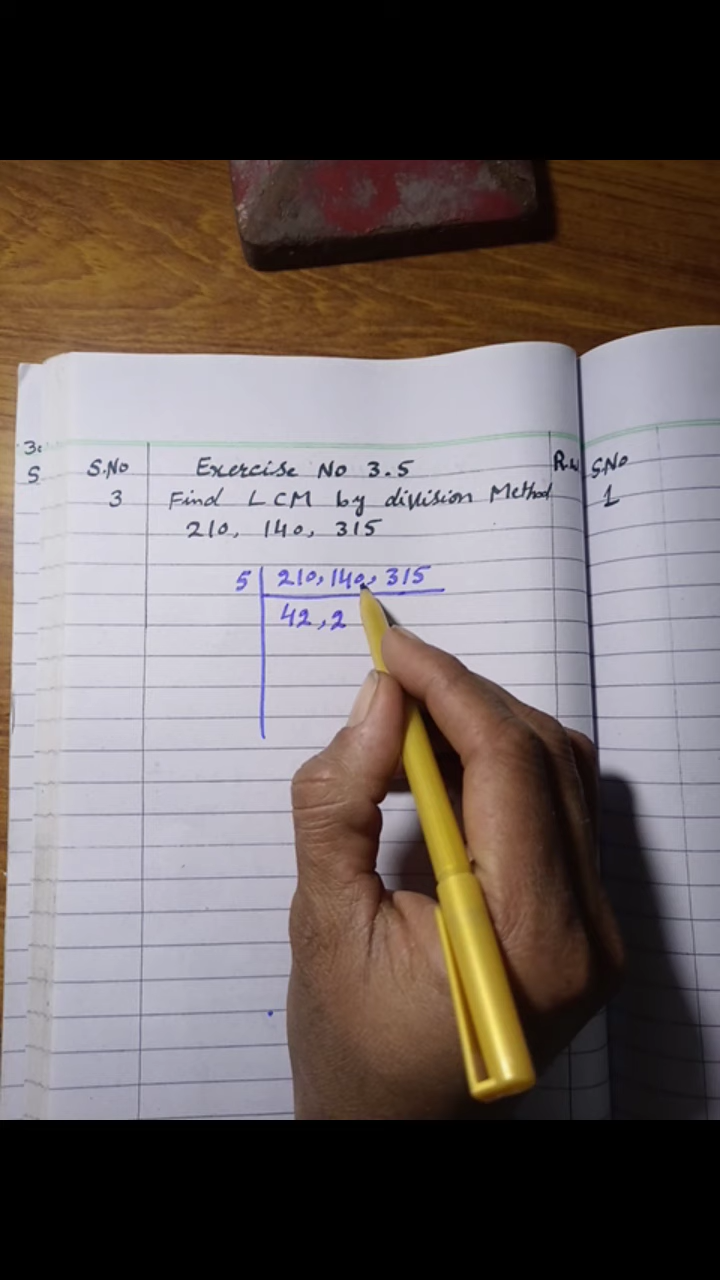 3
S
S.No Exercise No 3.5 R.W S.No
3 Find LCM by division Method 1
210, 140, 315
5 210, 140, 315
42, 2